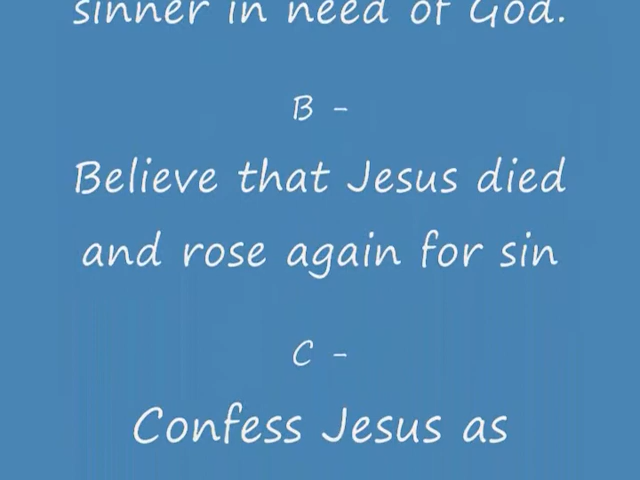 sinner in need of God.
B -
Believe that Jesus died
and rose again for sin
C -
Confess Jesus as